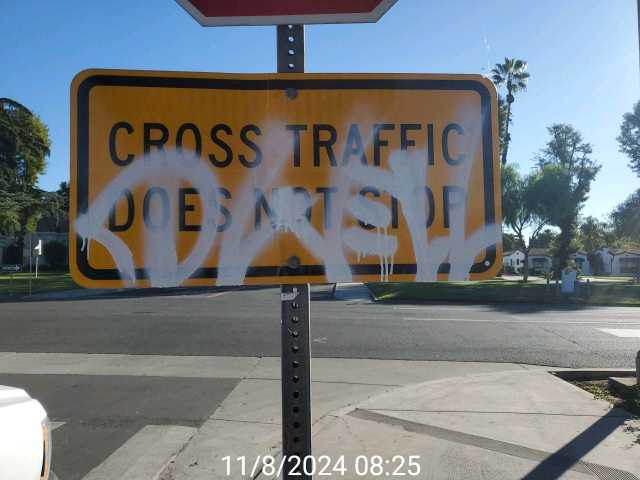 CROSS TRAFFIC
DOES NOT STOP
11/8/2024 08:25